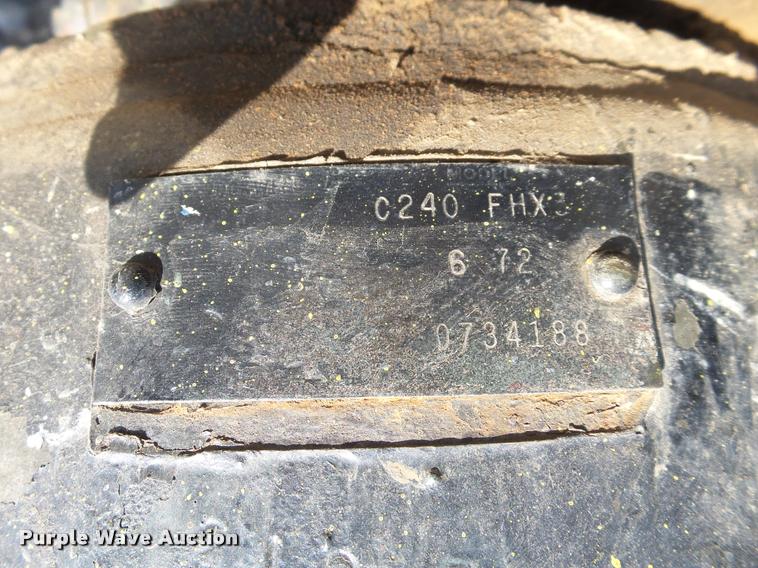 MODEL
C240 FHX3
6 72
0734188
Purple Wave Auction